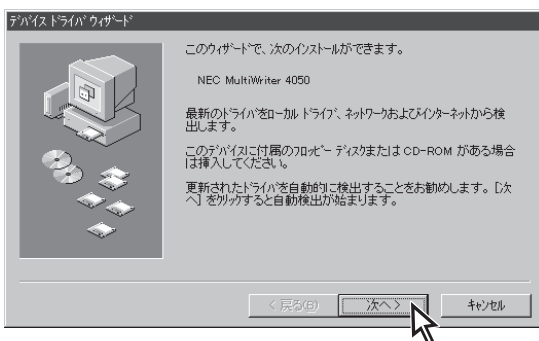 ﾃﾞﾊﾞｲｽ ﾄﾞﾗｲﾊﾞ ｳｨｻﾞｰﾄﾞ
このｳｨｻﾞｰﾄﾞで、次のｲﾝｽﾄｰﾙができます。
NEC MultiWriter 4050
最新のﾄﾞﾗｲﾊﾞをﾛｰｶﾙ ﾄﾞﾗｲﾌﾞ、ﾈｯﾄﾜｰｸおよびｲﾝﾀｰﾈｯﾄから検
出します。
このﾃﾞﾊﾞｲｽに付属のﾌﾛｯﾋﾟｰ ﾃﾞｨｽｸまたは CD-ROM がある場合
は挿入してください。
更新されたﾄﾞﾗｲﾊﾞを自動的に検出することをお勧めします。[次
へ] をｸﾘｯｸすると自動検出が始まります。
< 戻る(B)
次へ >
ｷｬﾝｾﾙ